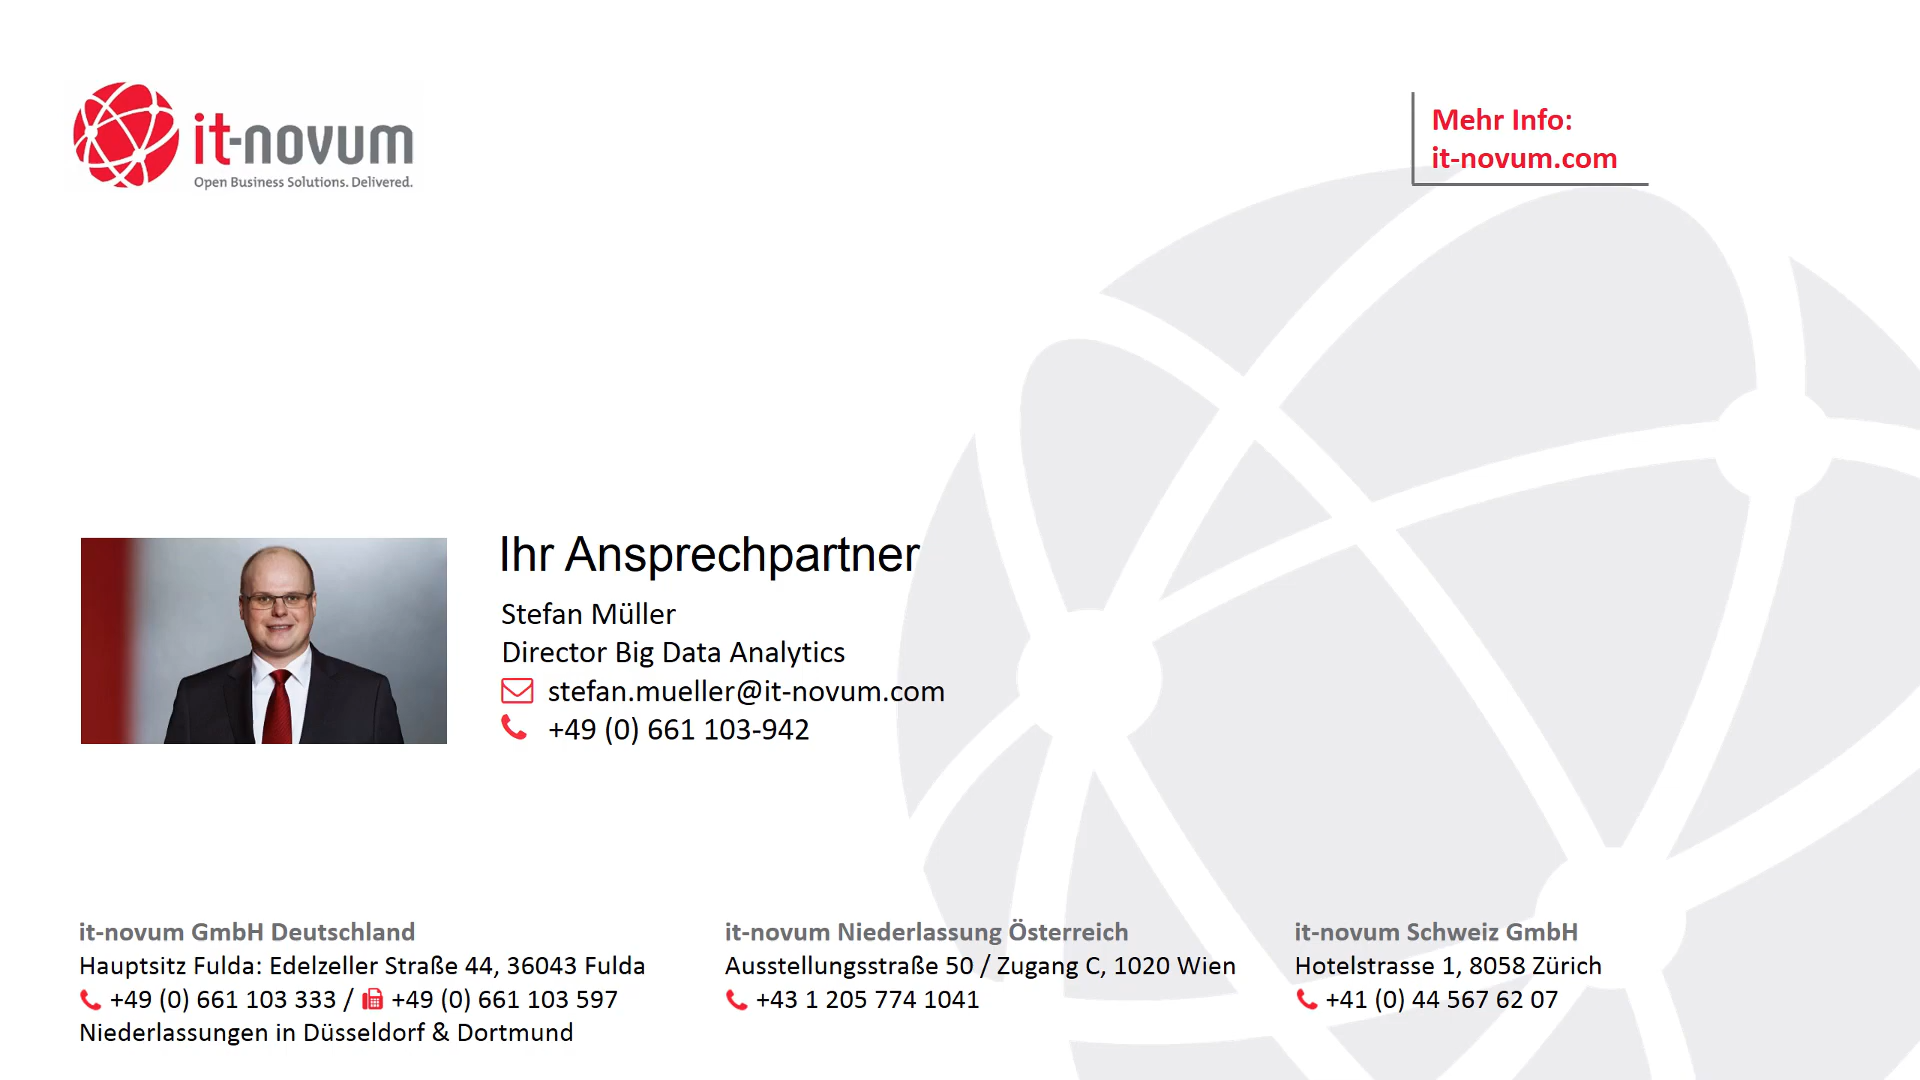 it-novum
Open Business Solutions. Delivered.
Mehr Info:
it-novum.com
Ihr Ansprechpartner
Stefan Müller
Director Big Data Analytics
stefan.mueller@it-novum.com
+49 (0) 661 103-942
it-novum GmbH Deutschland
Hauptsitz Fulda: Edelzeller Straße 44, 36043 Fulda
+49 (0) 661 103 333 / +49 (0) 661 103 597
Niederlassungen in Düsseldorf & Dortmund
it-novum Niederlassung Österreich
Ausstellungsstraße 50 / Zugang C, 1020 Wien
+43 1 205 774 1041
it-novum Schweiz GmbH
Hotelstrasse 1, 8058 Zürich
+41 (0) 44 567 62 07